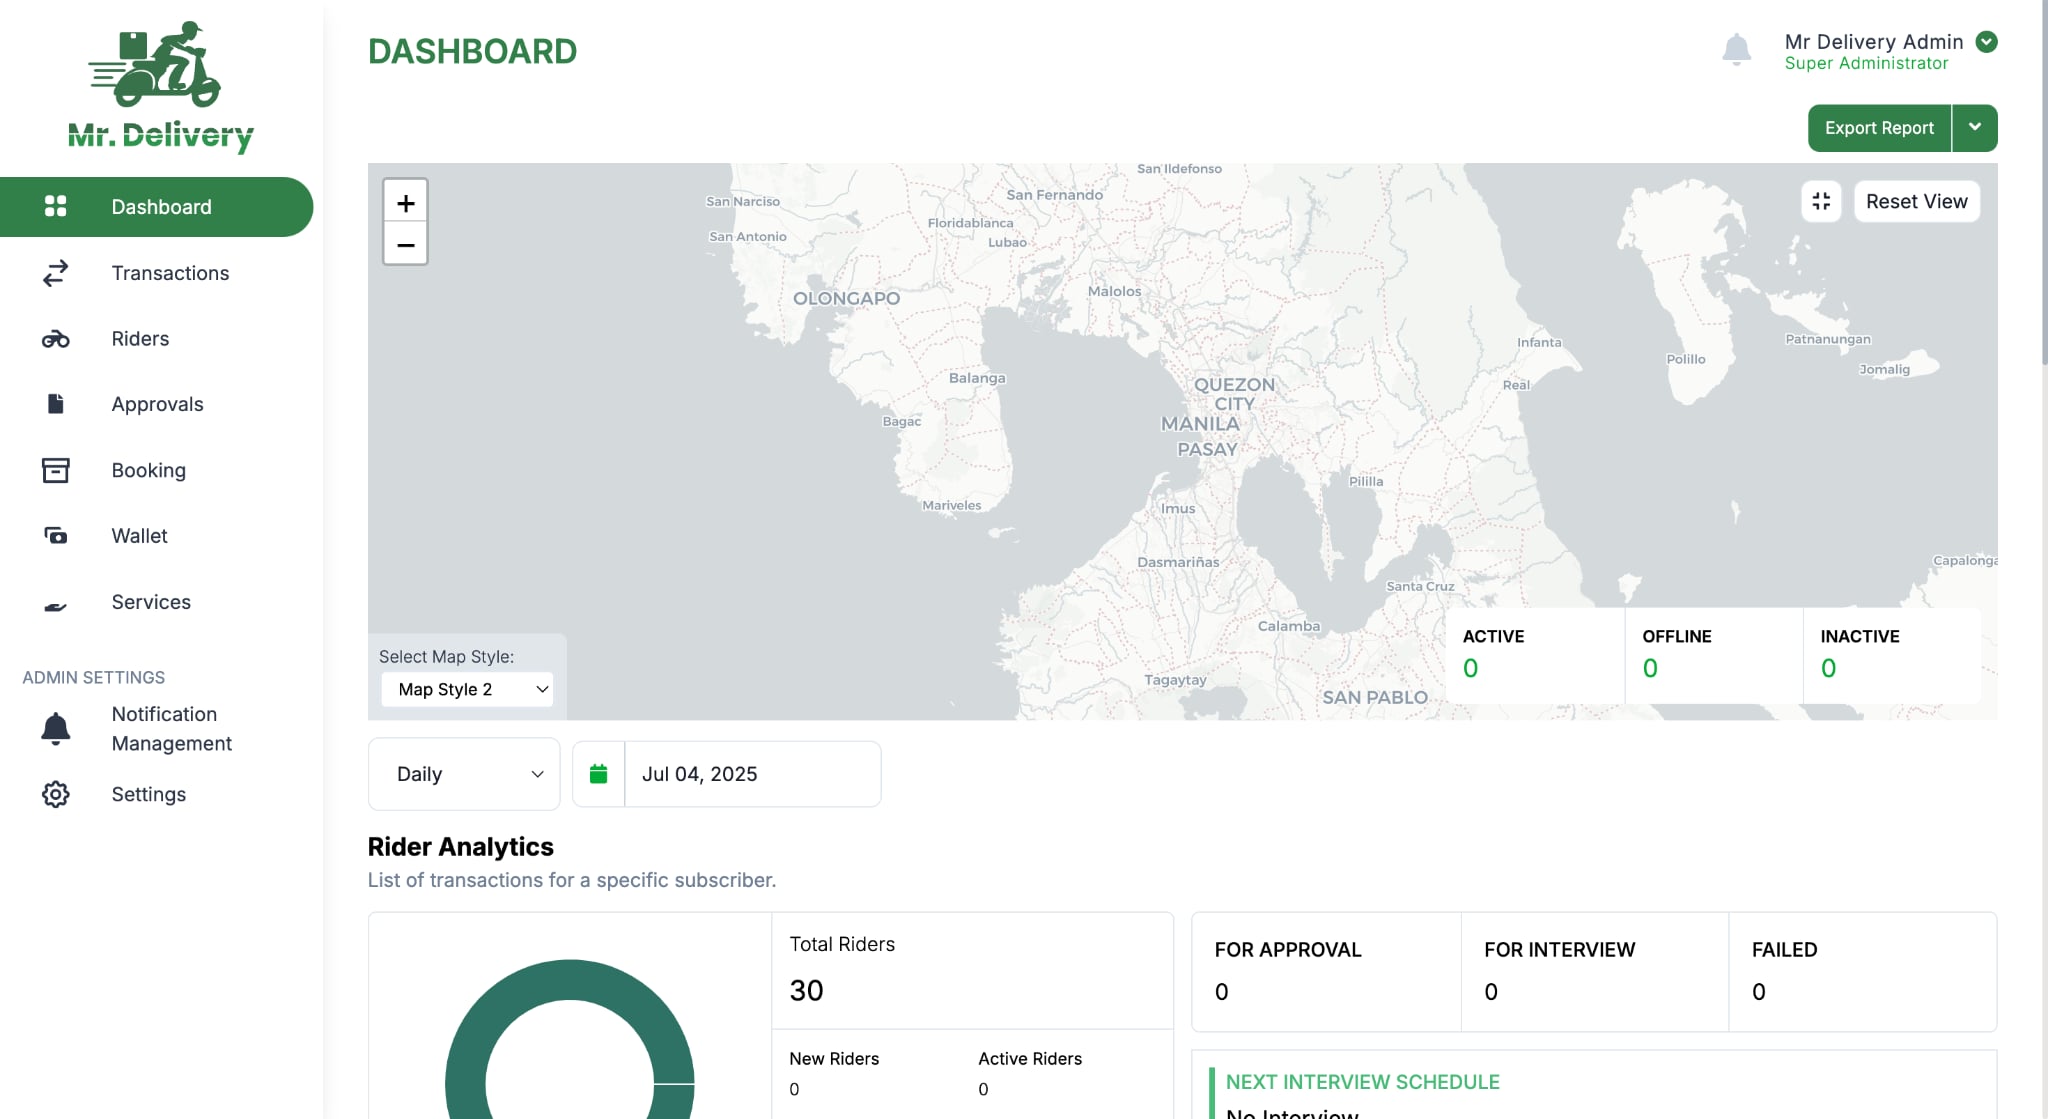 Mr. Delivery
Dashboard
Transactions
Riders
Approvals
Booking
Wallet
Services
ADMIN SETTINGS
Notification
Management
Settings
DASHBOARD
Mr Delivery Admin
Super Administrator
Export Report
+
−
Reset View
San Ildefonso
San Narciso
San Fernando
Floridablanca
San Antonio
Lubao
Malolos
OLONGAPO
Infanta
Patnanungan
Polillo
Jomalig
Balanga
QUEZON
CITY
Real
Bagac
MANILA
PASAY
Pililla
Mariveles
Imus
Dasmariñas
Capalonga
Santa Cruz
Calamba
Tagaytay
SAN PABLO
ACTIVE
0
OFFLINE
0
INACTIVE
0
Select Map Style:
Map Style 2
Daily
Jul 04, 2025
Rider Analytics
List of transactions for a specific subscriber.
Total Riders
30
New Riders
0
Active Riders
0
FOR APPROVAL
0
FOR INTERVIEW
0
FAILED
0
NEXT INTERVIEW SCHEDULE
No Interview